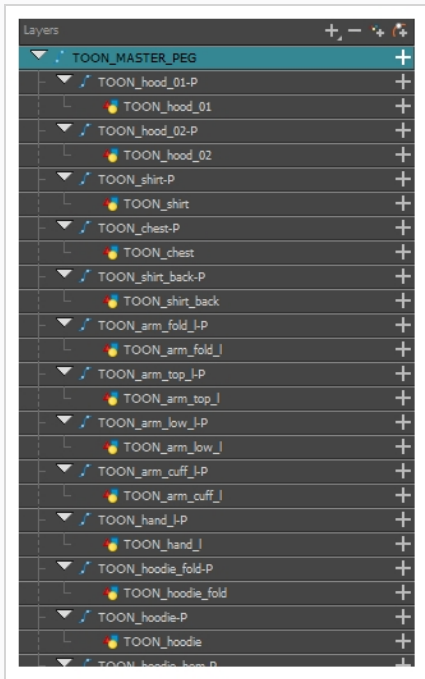 Layers
TOON_MASTER_PEG
TOON_hood_01-P
TOON_hood_01
TOON_hood_02-P
TOON_hood_02
TOON_shirt-P
TOON_shirt
TOON_chest-P
TOON_chest
TOON_shirt_back-P
TOON_shirt_back
TOON_arm_fold_l-P
TOON_arm_fold_l
TOON_arm_top_l-P
TOON_arm_top_l
TOON_arm_low_l-P
TOON_arm_low_l
TOON_arm_cuff_l-P
TOON_arm_cuff_l
TOON_hand_l-P
TOON_hand_l
TOON_hoodie_fold-P
TOON_hoodie_fold
TOON_hoodie-P
TOON_hoodie
TOON_hoodie_hem-P